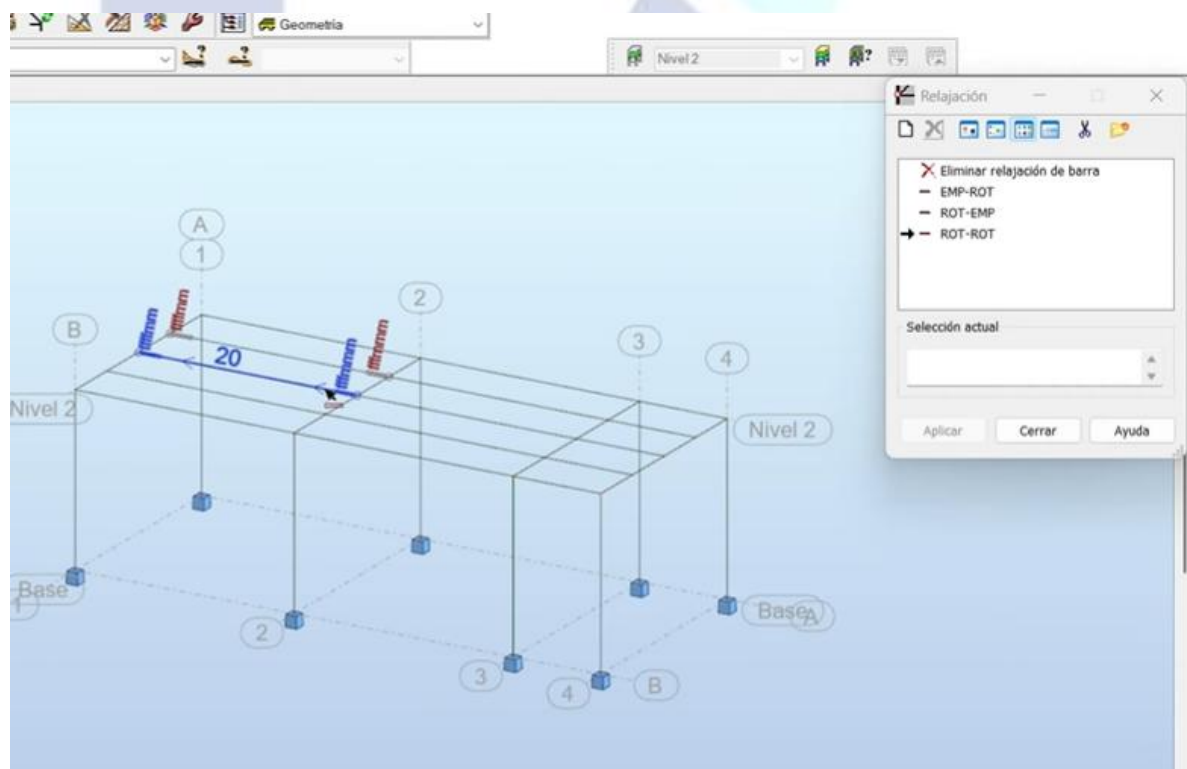 Geometria
Nivel 2
Relajación
Eliminar relajación de barra
EMP-ROT
ROT-EMP
ROT-ROT
Selección actual
Aplicar Cerrar Ayuda
A
1
2
B
3
4
20
Nivel 2
Nivel 2
Base
1
2
Base
A
3
4
B